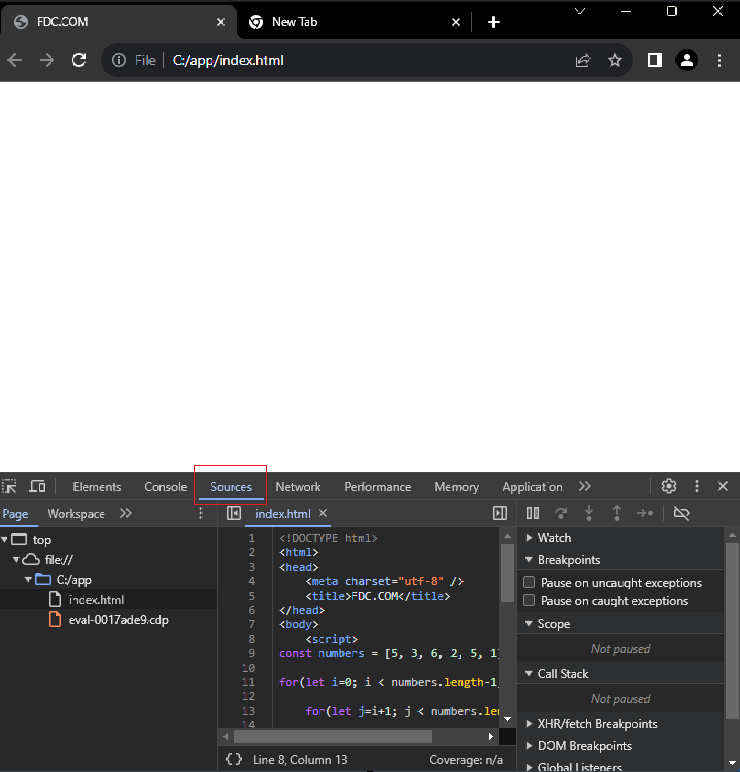 FDC.COM
New Tab
File
C:/app/index.html
Elements
Console
Sources
Network
Performance
Memory
Application
Page
Workspace
index.html
top
file://
C:/app
index.html
eval-0017ade9.cdp
1 <!DOCTYPE html>
2 <html>
3 <head>
4 <meta charset="utf-8" />
5 <title>FDC.COM</title>
6 </head>
7 <body>
8 <script>
9 const numbers = [5, 3, 6, 2, 5, 1]
10
11 for(let i=0; i < numbers.length-1
12
13 for(let j=i+1; j < numbers.len
14
{} Line 8, Column 13
Coverage: n/a
Watch
Breakpoints
Pause on uncaught exceptions
Pause on caught exceptions
Scope
Not paused
Call Stack
Not paused
XHR/fetch Breakpoints
DOM Breakpoints
Global Listeners